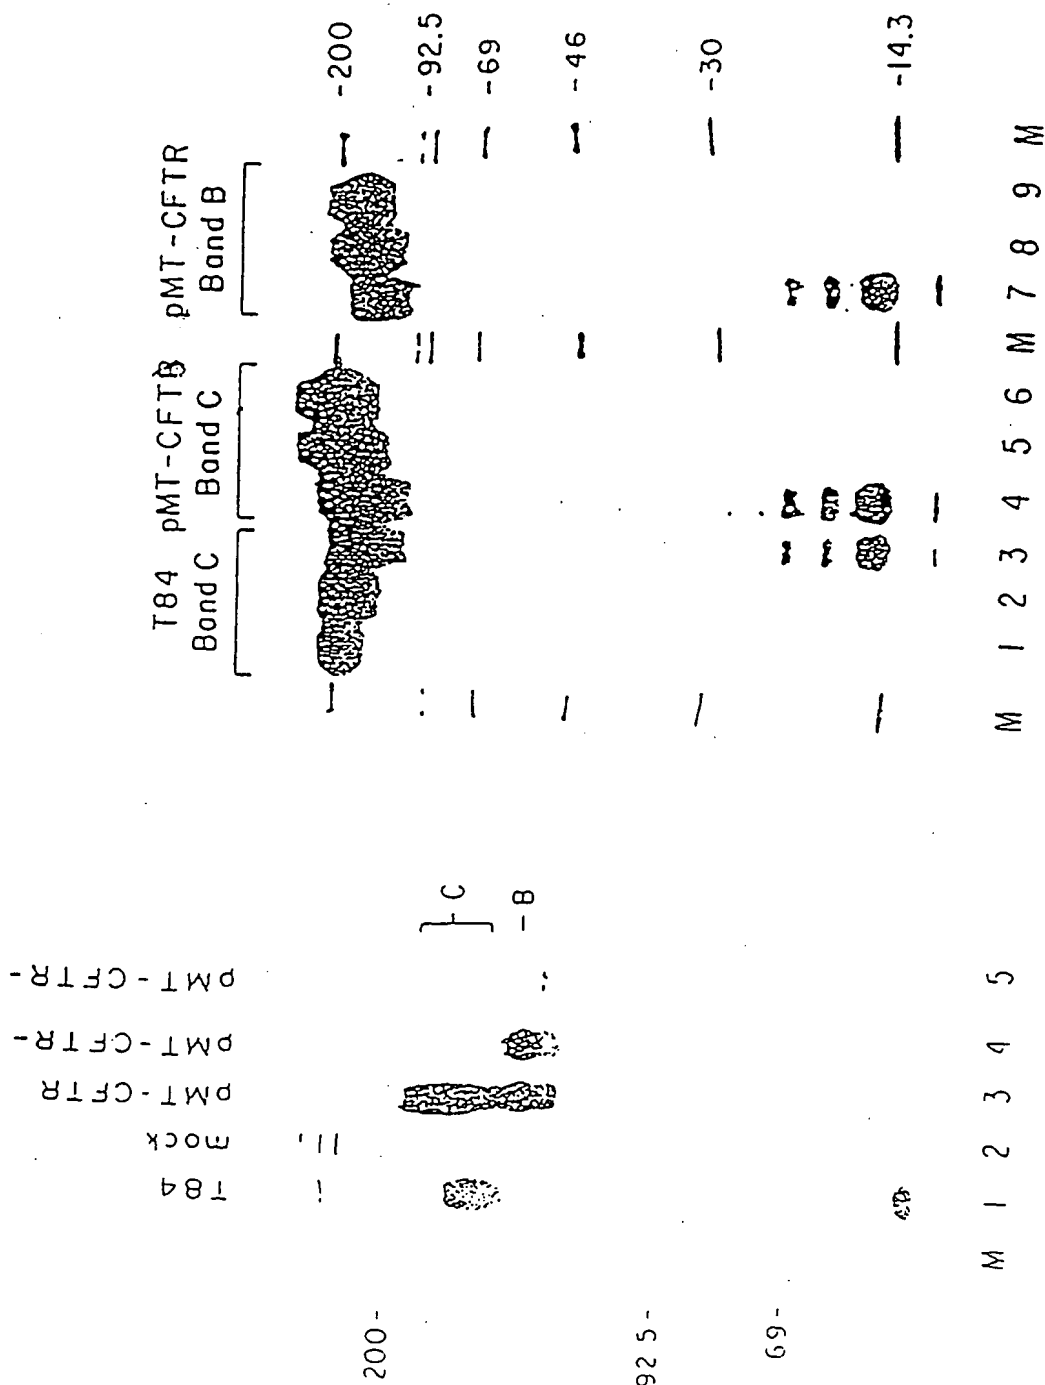 T84
Band C
pMT-CFTR
Band C
pMT-CFTR
Band B
-200
-92.5
-69
-46
-30
-14.3
M 1 2 3 4 5 6 M 7 8 9 M
T84
mock
pMT-CFTR
pMT-CFTR-
pMT-CFTR-
C
-B
200-
92 5-
69-
M 1 2 3 4 5